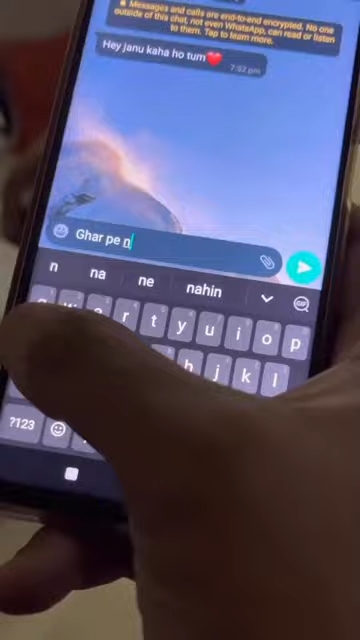 Messages and calls are end-to-end encrypted. No one
outside of this chat, not even WhatsApp, can read or listen
to them. Tap to learn more.
Hey janu kaha ho tum❤️
7:57 pm
Ghar pe n
n na ne nahin
GIF
r t y u i o p
h j k l
?123